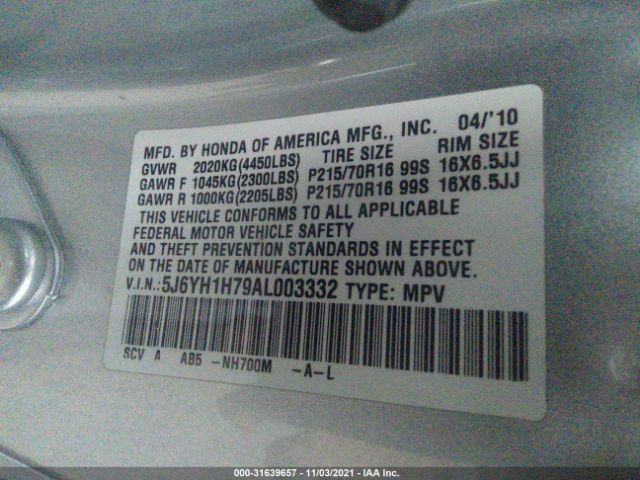 MFD. BY HONDA OF AMERICA MFG., INC. 04/'10
GVWR 2020KG(4450LBS) TIRE SIZE RIM SIZE
GAWR F 1045KG(2300LBS) P215/70R16 99S 16X6.5JJ
GAWR R 1000KG(2205LBS) P215/70R16 99S 16X6.5JJ
THIS VEHICLE CONFORMS TO ALL APPLICABLE
FEDERAL MOTOR VEHICLE SAFETY
AND THEFT PREVENTION STANDARDS IN EFFECT
ON THE DATE OF MANUFACTURE SHOWN ABOVE.
V.I.N.:5J6YH1H79AL003332 TYPE: MPV
SCV A AB5 -NH700M -A-L
000-31639657 - 11/03/2021 - IAA Inc.